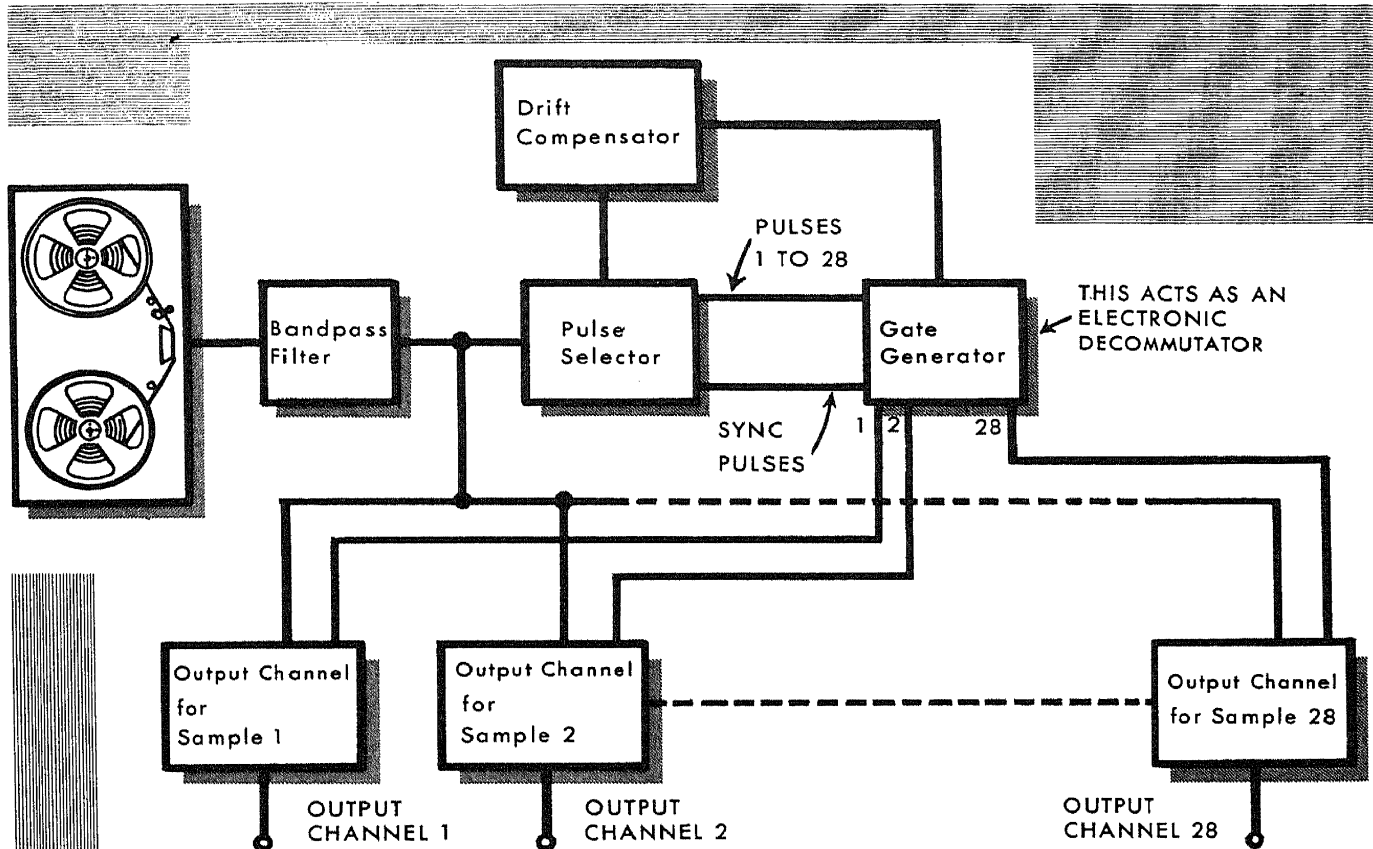 Drift
Compensator
PULSES
1 TO 28
THIS ACTS AS AN
ELECTRONIC
DECOMMUTATOR
Bandpass
Filter
Pulse
Selector
Gate
Generator
SYNC
PULSES
1 2 28
Output Channel
for
Sample 1
Output Channel
for
Sample 2
Output Channel
for Sample 28
OUTPUT
CHANNEL 1
OUTPUT
CHANNEL 2
OUTPUT
CHANNEL 28